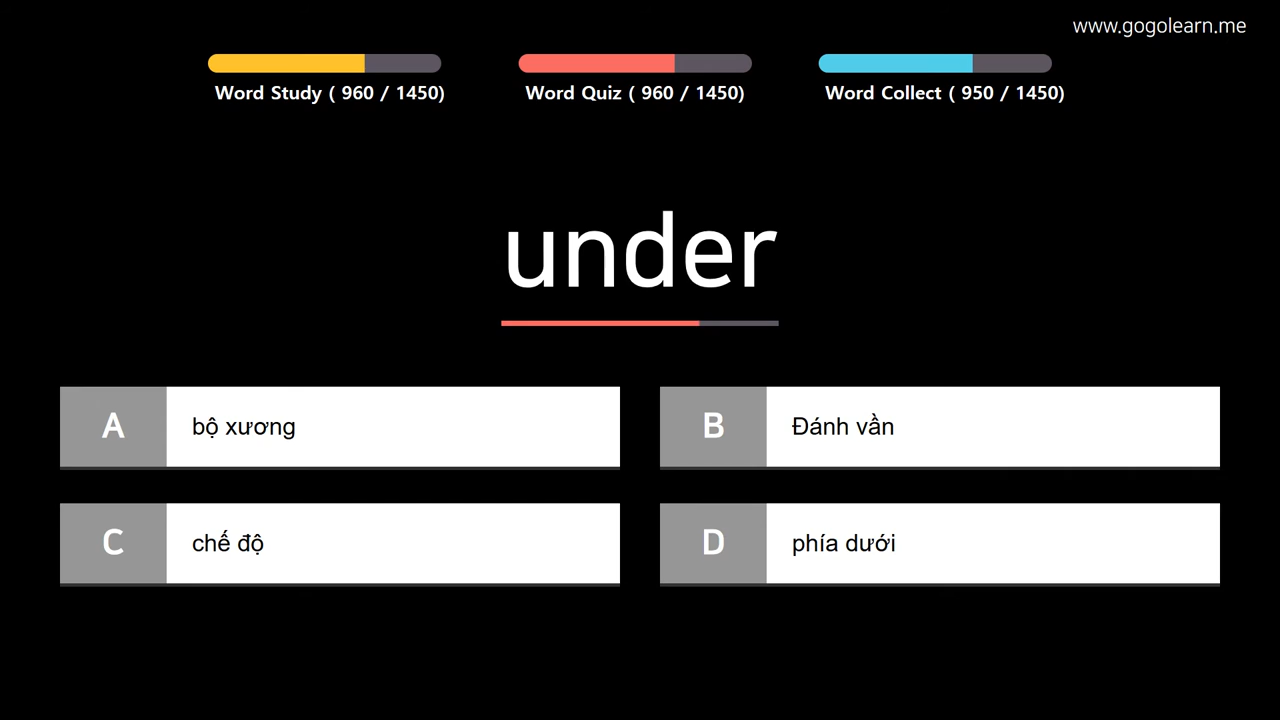 www.gogolearn.me
Word Study ( 960 / 1450)
Word Quiz ( 960 / 1450)
Word Collect ( 950 / 1450)
under
A
bộ xương
B
Đánh vần
C
chế độ
D
phía dưới